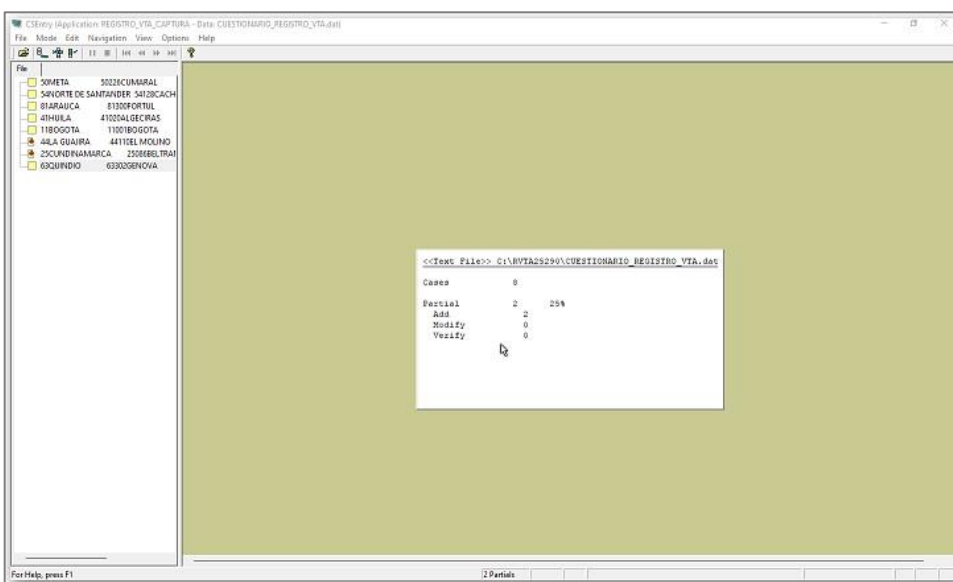 CSEntry (Application: REGISTRO_VTA_CAPTURA - Data: CUESTIONARIO_REGISTRO_VTA.dat)
File Mode Edit Navigation View Options Help
File
50META 50226CUMARAL
54NORTE DE SANTANDER 54128CACH
81ARAUCA 81300FORTUL
41HUILA 41020ALGECIRAS
11BOGOTA 11001BOGOTA
44LA GUAJIRA 44110EL MOLINO
25CUNDINAMARCA 25086BELTRAN
63QUINDIO 63302GENOVA
<<Text File>> C:\RVTA25290\CUESTIONARIO_REGISTRO_VTA.dat
Cases 8
Partial 2 25%
Add 2
Modify 0
Verify 0
For Help, press F1
2 Partials